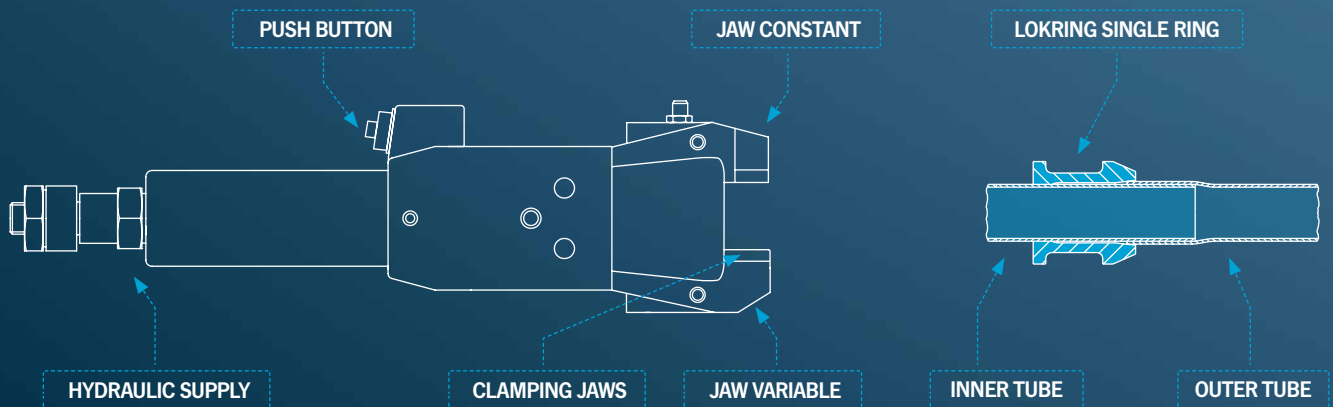 PUSH BUTTON
JAW CONSTANT
LOKRING SINGLE RING
HYDRAULIC SUPPLY
CLAMPING JAWS
JAW VARIABLE
INNER TUBE
OUTER TUBE